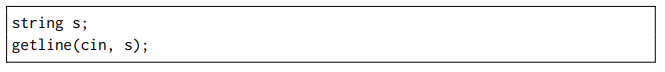 string s;
getline(cin, s);